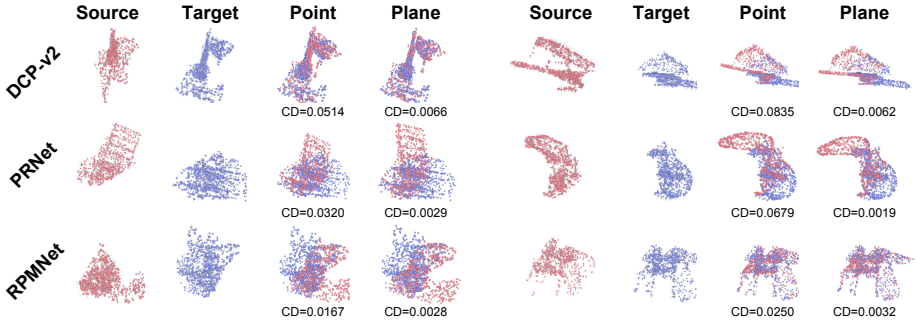 Source Target Point Plane Source Target Point Plane
DCP-v2
CD=0.0514 CD=0.0066 CD=0.0835 CD=0.0062
PRNet
CD=0.0320 CD=0.0029 CD=0.0679 CD=0.0019
RPMNet
CD=0.0167 CD=0.0028 CD=0.0250 CD=0.0032